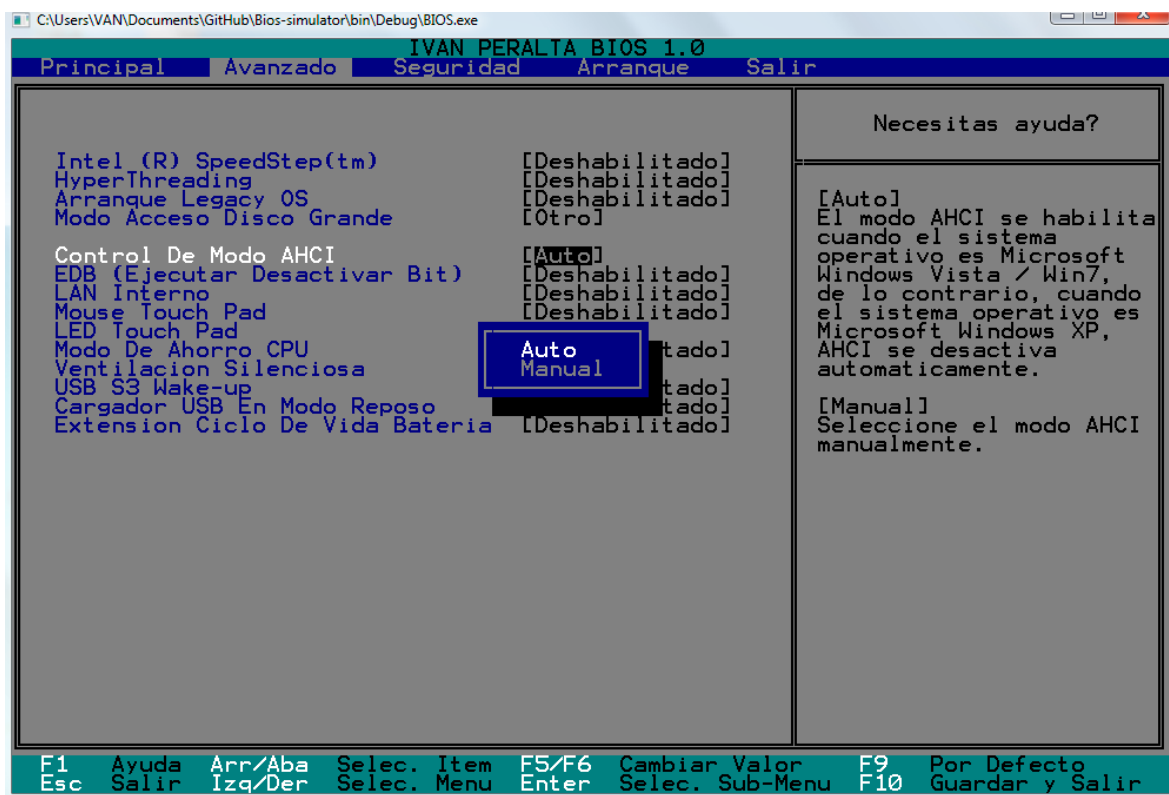 C:\Users\VAN\Documents\GitHub\Bios-simulator\bin\Debug\BIOS.exe
IVAN PERALTA BIOS 1.0
Principal Avanzado Seguridad Arranque Salir
Intel (R) SpeedStep(tm) [Deshabilitado]
HyperThreading [Deshabilitado]
Arranque Legacy OS [Deshabilitado]
Modo Acceso Disco Grande [Otro]
Control De Modo AHCI [Auto]
EDB (Ejecutar Desactivar Bit) [Deshabilitado]
LAN Interno [Deshabilitado]
Mouse Touch Pad [Deshabilitado]
LED Touch Pad
Modo De Ahorro CPU tado]
Ventilacion Silenciosa
USB S3 Wake-up tado]
Cargador USB En Modo Reposo tado]
Extension Ciclo De Vida Bateria [Deshabilitado]
Auto
Manual
Necesitas ayuda?
[Auto]
El modo AHCI se habilita
cuando el sistema
operativo es Microsoft
Windows Vista / Win7,
de lo contrario, cuando
el sistema operativo es
Microsoft Windows XP,
AHCI se desactiva
automaticamente.
[Manual]
Seleccione el modo AHCI
manualmente.
F1 Ayuda Arr/Aba Selec. Item F5/F6 Cambiar Valor F9 Por Defecto
Esc Salir Izq/Der Selec. Menu Enter Selec. Sub-Menu F10 Guardar y Salir